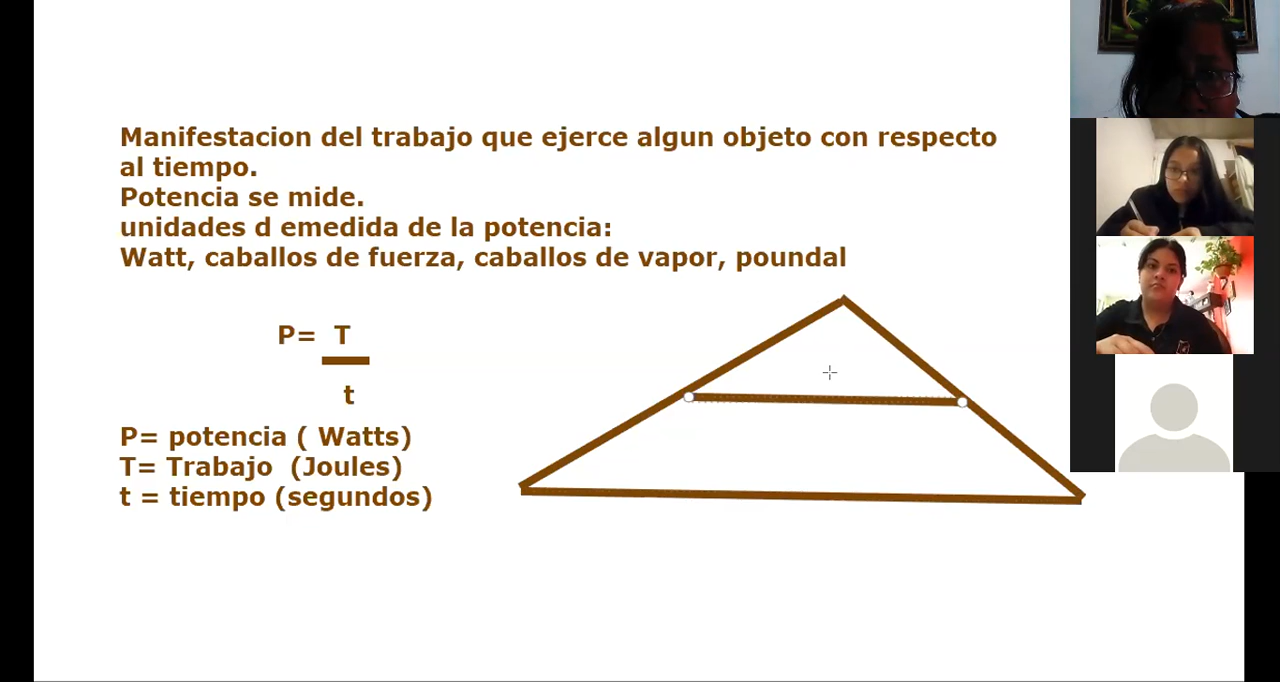 Manifestacion del trabajo que ejerce algun objeto con respecto
al tiempo.
Potencia se mide.
unidades d emedida de la potencia:
Watt, caballos de fuerza, caballos de vapor, poundal
P= T
t
P= potencia ( Watts)
T= Trabajo (Joules)
t = tiempo (segundos)